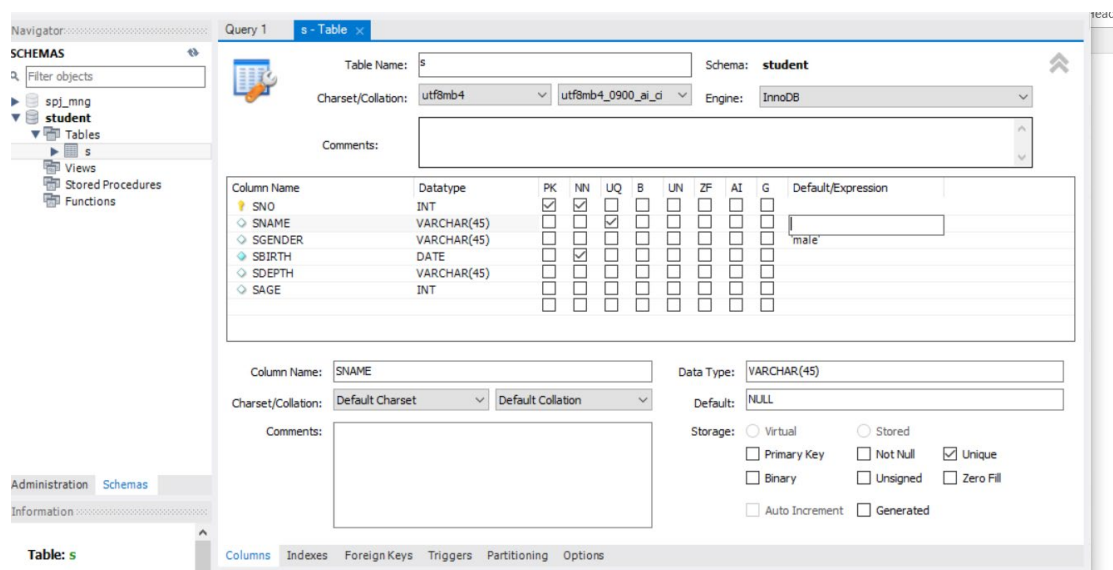 Navigator
SCHEMAS
Filter objects
spj_mng
student
Tables
s
Views
Stored Procedures
Functions
Administration Schemas
Information
Table: s
Query 1 s - Table
Table Name: s Schema: student
Charset/Collation: utf8mb4 utf8mb4_0900_ai_ci Engine: InnoDB
Comments:
Column Name Datatype PK NN UQ B UN ZF AI G Default/Expression
SNO INT
SNAME VARCHAR(45)
SGENDER VARCHAR(45) 'male'
SBIRTH DATE
SDEPTH VARCHAR(45)
SAGE INT
Column Name: SNAME Data Type: VARCHAR(45)
Charset/Collation: Default Charset Default Collation Default: NULL
Comments: Storage: Virtual Stored
Primary Key Not Null Unique
Binary Unsigned Zero Fill
Auto Increment Generated
Columns Indexes Foreign Keys Triggers Partitioning Options